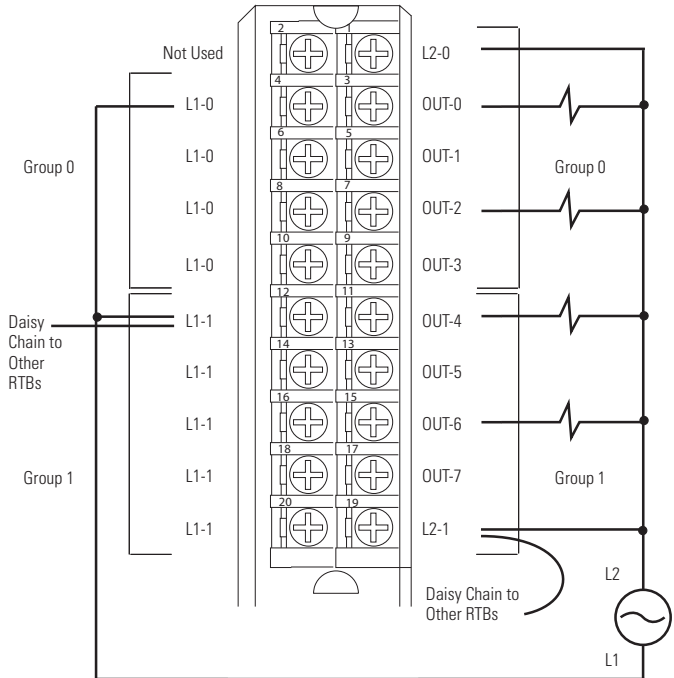 2 1
Not Used L2-0
4 3
L1-0 OUT-0
6 5
L1-0 OUT-1
Group 0 Group 0
8 7
L1-0 OUT-2
10 9
L1-0 OUT-3
12 11
L1-1 OUT-4
Daisy
Chain to
Other
RTBs
14 13
L1-1 OUT-5
16 15
L1-1 OUT-6
18 17
L1-1 OUT-7
Group 1 Group 1
20 19
L1-1 L2-1
L2
Daisy Chain to
Other RTBs
L1